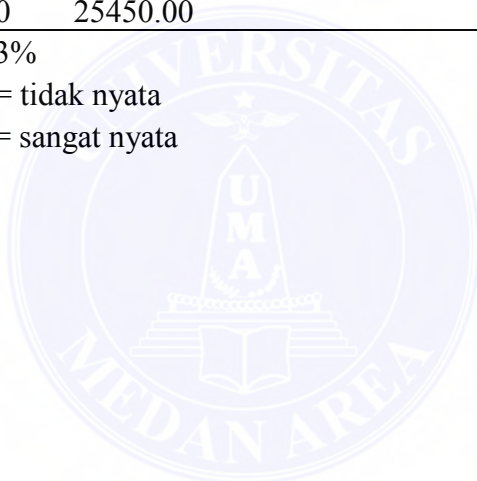 0 25450.00
3%
= tidak nyata
= sangat nyata
UNIVERSITAS
UMA
MEDAN AREA